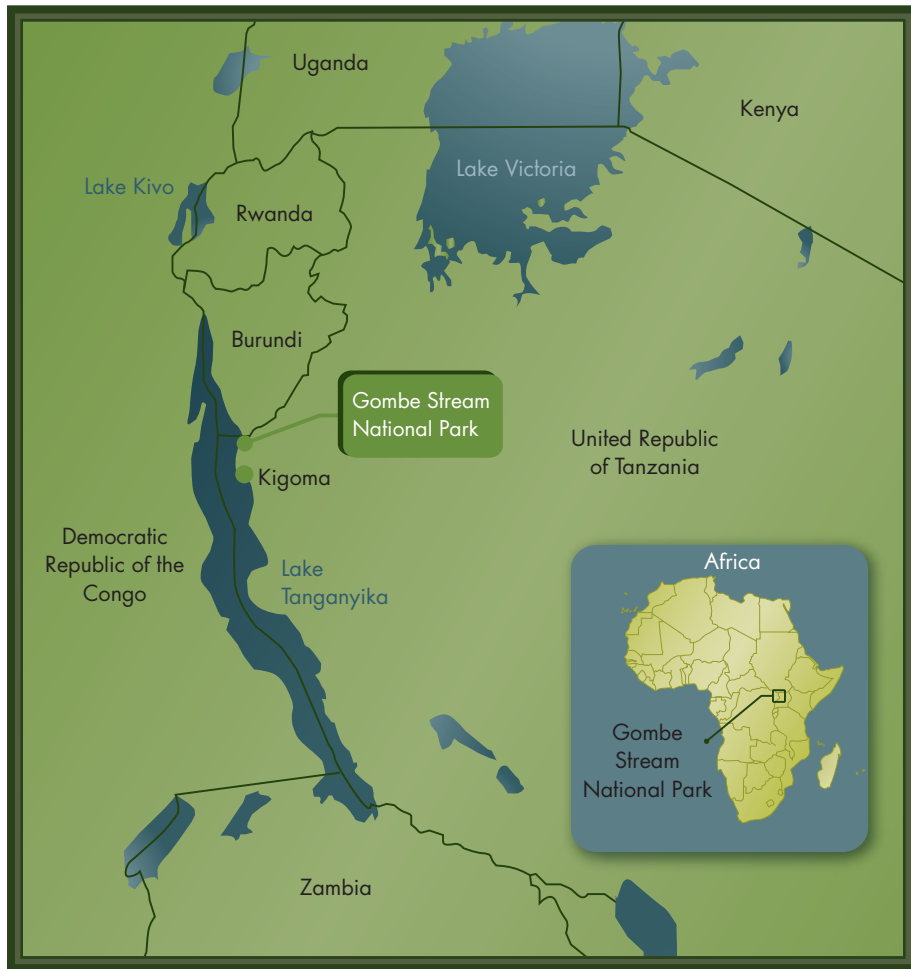 Uganda
Kenya
Lake Victoria
Lake Kivo
Rwanda
Burundi
Gombe Stream
National Park
United Republic
of Tanzania
Kigoma
Democratic
Republic of the
Congo
Lake
Tanganyika
Africa
Gombe
Stream
National Park
Zambia